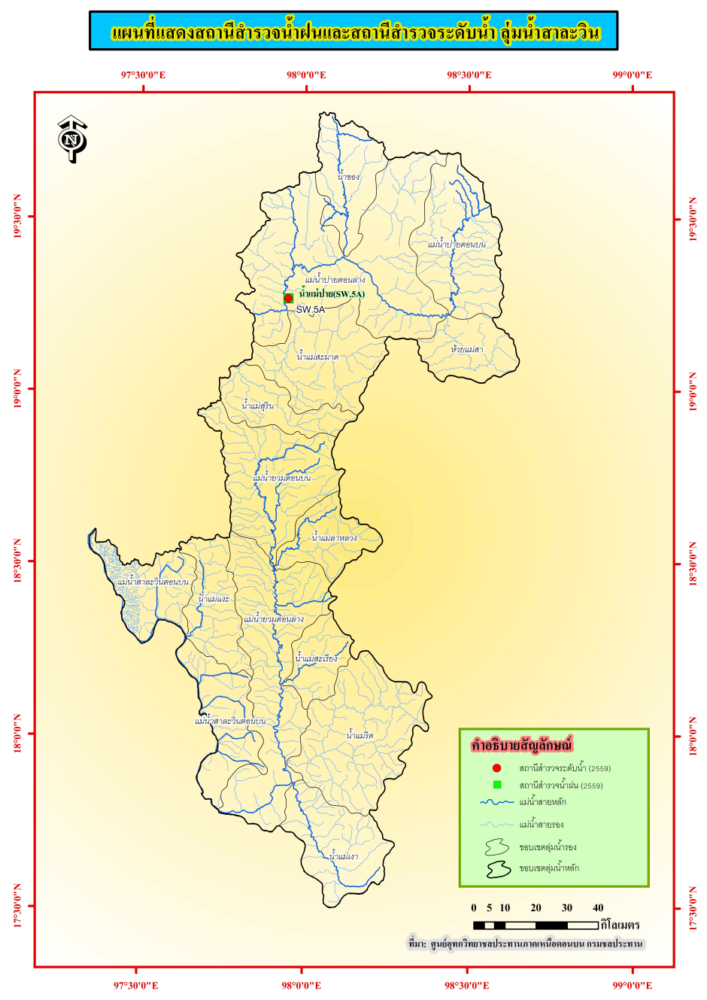 แผนที่แสดงสถานีสำรวจน้ำฝนและสถานีสำรวจระดับน้ำ ลุ่มน้ำสาละวิน
97°30'0"E 98°0'0"E 98°30'0"E 99°0'0"E
N
น้ำของ
19°30'0"N 19°30'0"N
แม่น้ำปายตอนบน
แม่น้ำปายตอนล่าง
น้ำแม่ปาย(SW.5A)
SW.5A
ห้วยแม่สา
น้ำแม่สะมาด
19°0'0"N 19°0'0"N
น้ำแม่สุริน
แม่น้ำยวมตอนบน
น้ำแม่ลาหลวง
18°30'0"N 18°30'0"N
แม่น้ำสาละวินตอนบน
น้ำแม่แงะ
แม่น้ำยวมตอนล่าง
น้ำแม่สะเรียง
แม่น้ำสาละวินตอนบน
น้ำแม่ริด
18°0'0"N 18°0'0"N
คำอธิบายสัญลักษณ์
สถานีสำรวจระดับน้ำ (2559)
สถานีสำรวจน้ำฝน (2559)
แม่น้ำสายหลัก
แม่น้ำสายรอง
ขอบเขตลุ่มน้ำรอง
ขอบเขตลุ่มน้ำหลัก
น้ำแม่เงา
17°30'0"N 17°30'0"N
0 5 10 20 30 40
กิโลเมตร
ที่มา: ศูนย์อุทกวิทยาชลประทานภาคเหนือตอนบน กรมชลประทาน
97°30'0"E 98°0'0"E 98°30'0"E 99°0'0"E